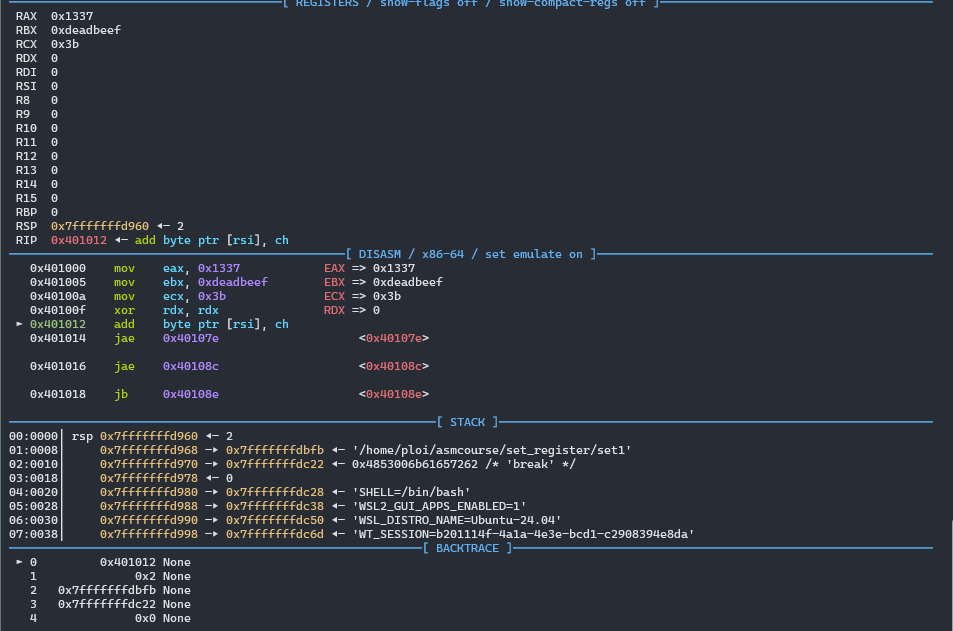 [ REGISTERS / show-flags off / show-compact-regs off ]
RAX 0x1337
RBX 0xdeadbeef
RCX 0x3b
RDX 0
RDI 0
RSI 0
R8 0
R9 0
R10 0
R11 0
R12 0
R13 0
R14 0
R15 0
RBP 0
RSP 0x7fffffffd960 ◂— 2
RIP 0x401012 ◂— add byte ptr [rsi], ch
[ DISASM / x86-64 / set emulate on ]
0x401000 mov eax, 0x1337 EAX => 0x1337
0x401005 mov ebx, 0xdeadbeef EBX => 0xdeadbeef
0x40100a mov ecx, 0x3b ECX => 0x3b
0x40100f xor rdx, rdx RDX => 0
► 0x401012 add byte ptr [rsi], ch
0x401014 jae 0x40107e <0x40107e>
0x401016 jae 0x40108c <0x40108c>
0x401018 jb 0x40108e <0x40108e>
[ STACK ]
00:0000│ rsp 0x7fffffffd960 ◂— 2
01:0008│ 0x7fffffffd968 —▸ 0x7fffffffdbfb ◂— '/home/ploi/asmcourse/set_register/set1'
02:0010│ 0x7fffffffd970 —▸ 0x7fffffffdc22 ◂— 0x4853006b61657262 /* 'break' */
03:0018│ 0x7fffffffd978 ◂— 0
04:0020│ 0x7fffffffd980 —▸ 0x7fffffffdc28 ◂— 'SHELL=/bin/bash'
05:0028│ 0x7fffffffd988 —▸ 0x7fffffffdc38 ◂— 'WSL2_GUI_APPS_ENABLED=1'
06:0030│ 0x7fffffffd990 —▸ 0x7fffffffdc50 ◂— 'WSL_DISTRO_NAME=Ubuntu-24.04'
07:0038│ 0x7fffffffd998 —▸ 0x7fffffffdc6d ◂— 'WT_SESSION=b201114f-4a1a-4e3e-bcd1-c2908394e8da'
[ BACKTRACE ]
► 0 0x401012 None
1 0x2 None
2 0x7fffffffdbfb None
3 0x7fffffffdc22 None
4 0x0 None